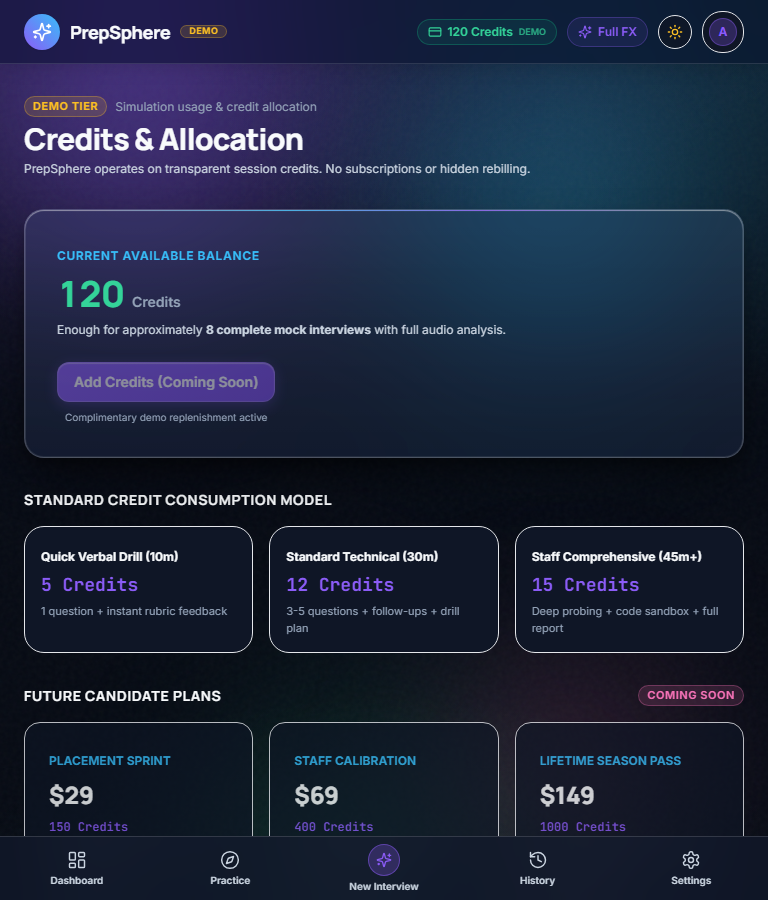 PrepSphere DEMO
120 Credits DEMO
Full FX
A
DEMO TIER Simulation usage & credit allocation
Credits & Allocation
PrepSphere operates on transparent session credits. No subscriptions or hidden rebilling.
CURRENT AVAILABLE BALANCE
120 Credits
Enough for approximately 8 complete mock interviews with full audio analysis.
Add Credits (Coming Soon)
Complimentary demo replenishment active
STANDARD CREDIT CONSUMPTION MODEL
Quick Verbal Drill (10m)
5 Credits
1 question + instant rubric feedback
Standard Technical (30m)
12 Credits
3-5 questions + follow-ups + drill
plan
Staff Comprehensive (45m+)
15 Credits
Deep probing + code sandbox + full
report
FUTURE CANDIDATE PLANS
COMING SOON
PLACEMENT SPRINT
$29
150 Credits
STAFF CALIBRATION
$69
400 Credits
LIFETIME SEASON PASS
$149
1000 Credits
Dashboard
Practice
New Interview
History
Settings